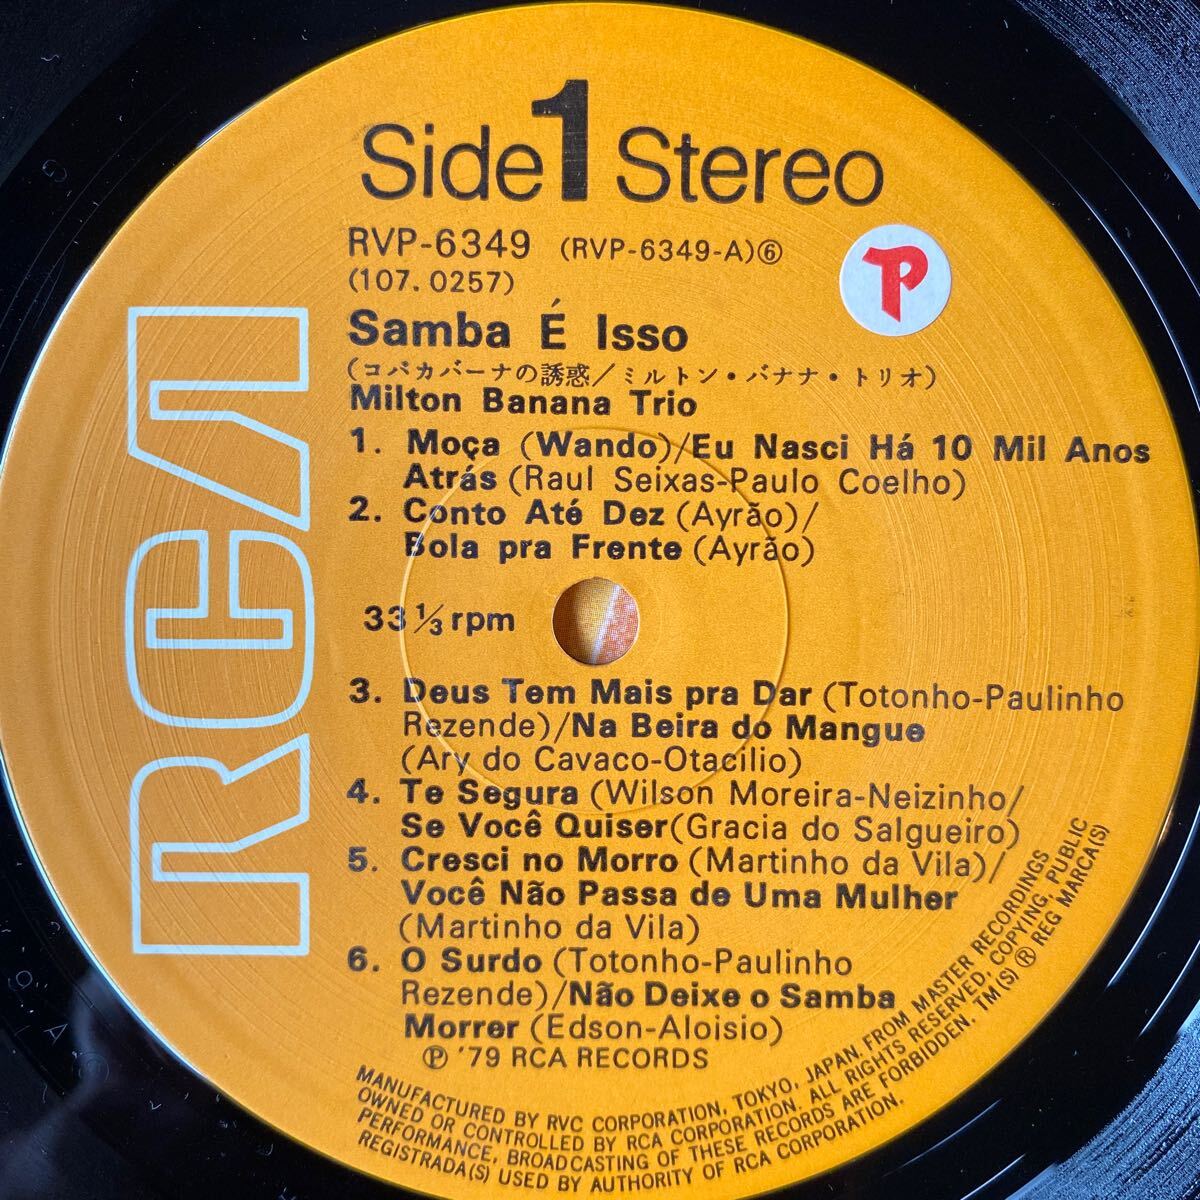 Side 1 Stereo
RVP-6349 (RVP-6349-A)⑥
(107.0257)
P
Samba É Isso
(コパカバーナの誘惑/ミルトン・バナナ・トリオ)
Milton Banana Trio
1. Moça (Wando)/Eu Nasci Há 10 Mil Anos
Atrás (Raul Seixas-Paulo Coelho)
2. Conto Até Dez (Ayrão)/
Bola pra Frente (Ayrão)
33 1/3 rpm
3. Deus Tem Mais pra Dar (Totonho-Paulinho
Rezende)/Na Beira do Mangue
(Ary do Cavaco-Otacilio)
4. Te Segura (Wilson Moreira-Neizinho/
Se Você Quiser(Gracia do Salgueiro)
5. Cresci no Morro (Martinho da Vila)/
Você Não Passa de Uma Mulher
(Martinho da Vila)
6. O Surdo (Totonho-Paulinho
Rezende)/Não Deixe o Samba
Morrer (Edson-Aloisio)
℗ '79 RCA RECORDS
RCA
MANUFACTURED BY RVC CORPORATION, TOKYO, JAPAN. FROM MASTER RECORDINGS
OWNED OR CONTROLLED BY RCA CORPORATION. ALL RIGHTS RESERVED, COPYING, PUBLIC
PERFORMANCE, BROADCASTING OF THESE RECORDS ARE FORBIDDEN. TM(S) ® REG MARCA(S)
REGISTRADA(S) USED BY AUTHORITY OF RCA CORPORATION.